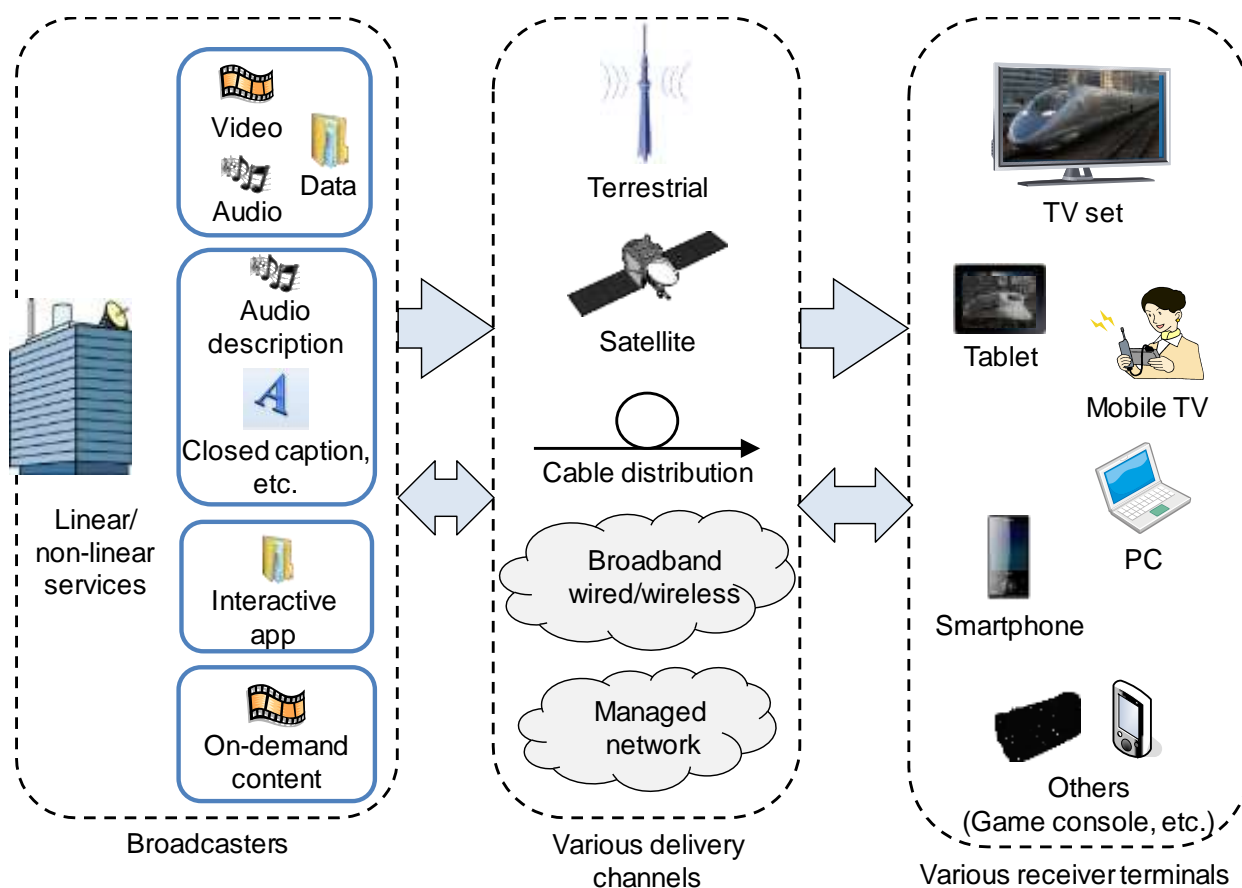 Video
Data
Audio
Audio
description
A
Closed caption,
etc.
Linear/
non-linear
services
Interactive
app
On-demand
content
Broadcasters
Terrestrial
Satellite
Cable distribution
Broadband
wired/wireless
Managed
network
Various delivery
channels
TV set
Tablet
Mobile TV
PC
Smartphone
Others
(Game console, etc.)
Various receiver terminals